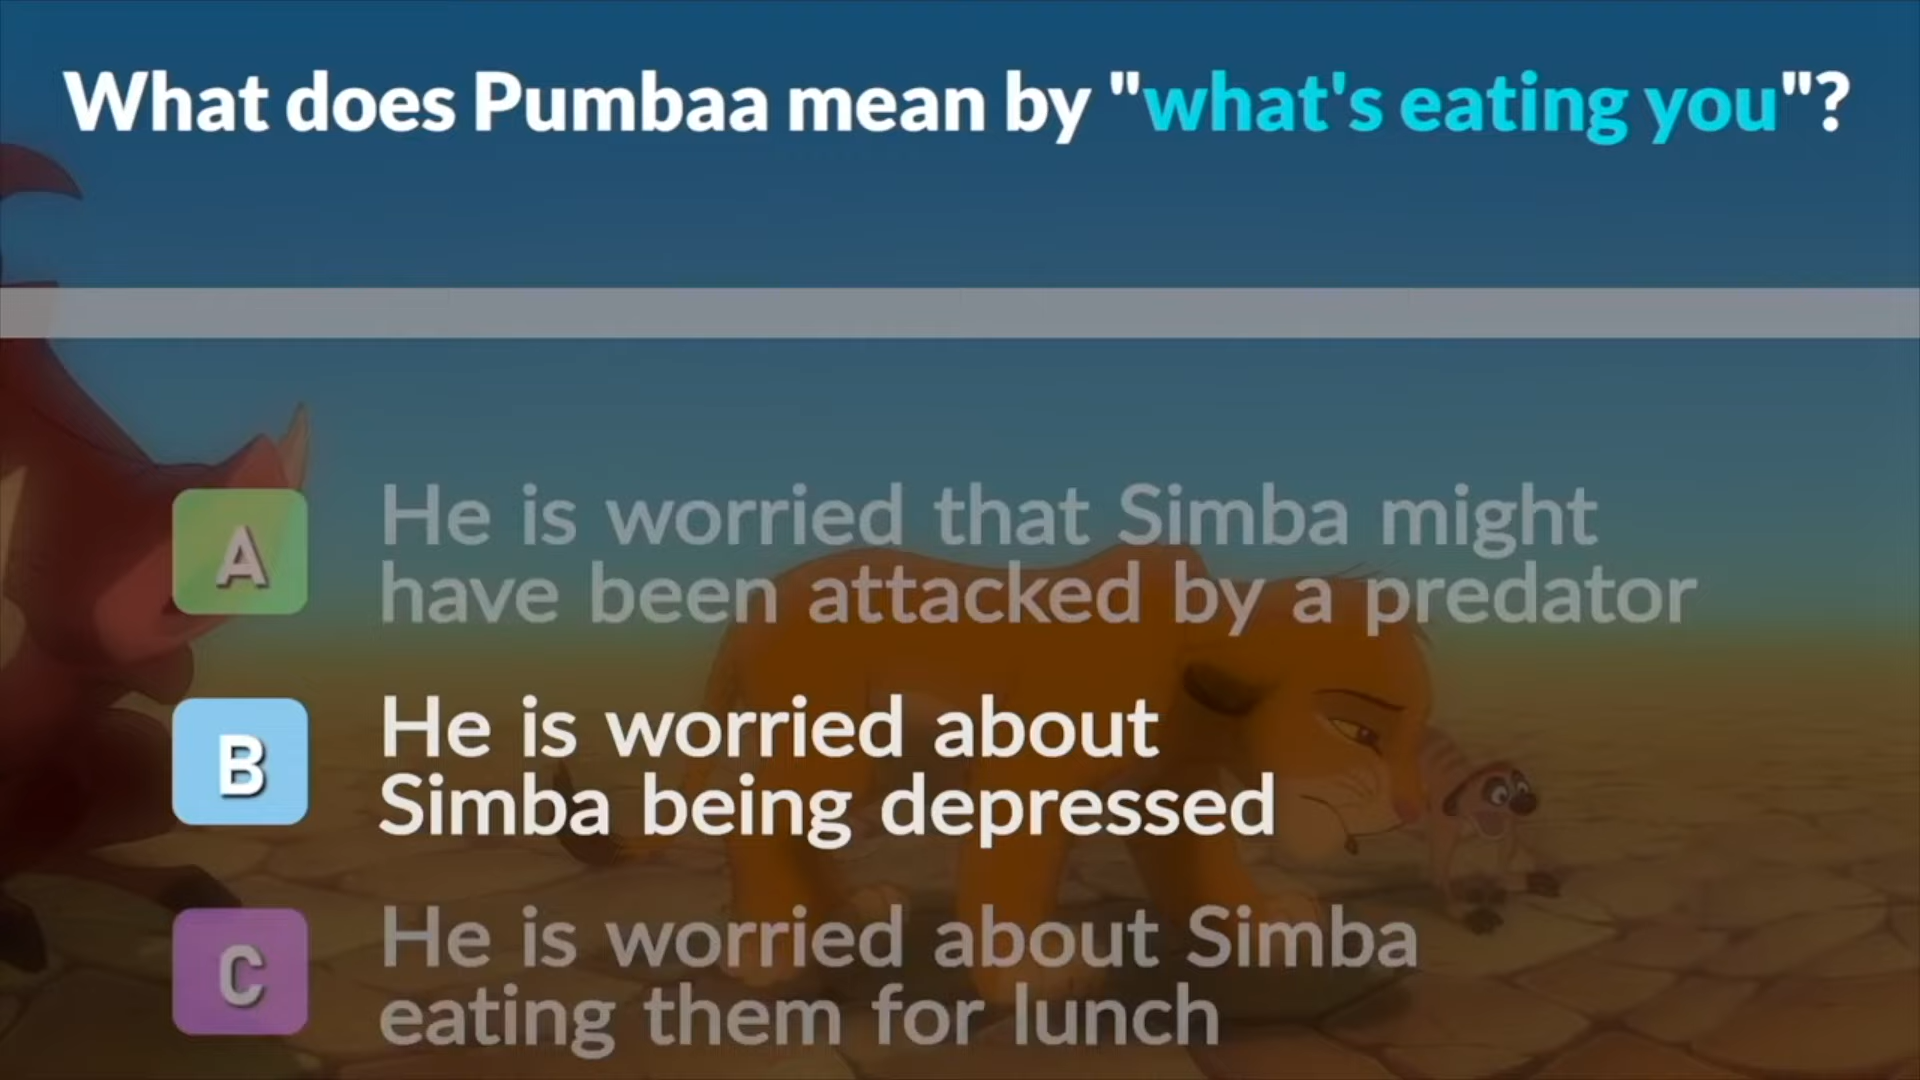 What does Pumbaa mean by "what's eating you"?
A
He is worried that Simba might
have been attacked by a predator
B
He is worried about
Simba being depressed
C
He is worried about Simba
eating them for lunch